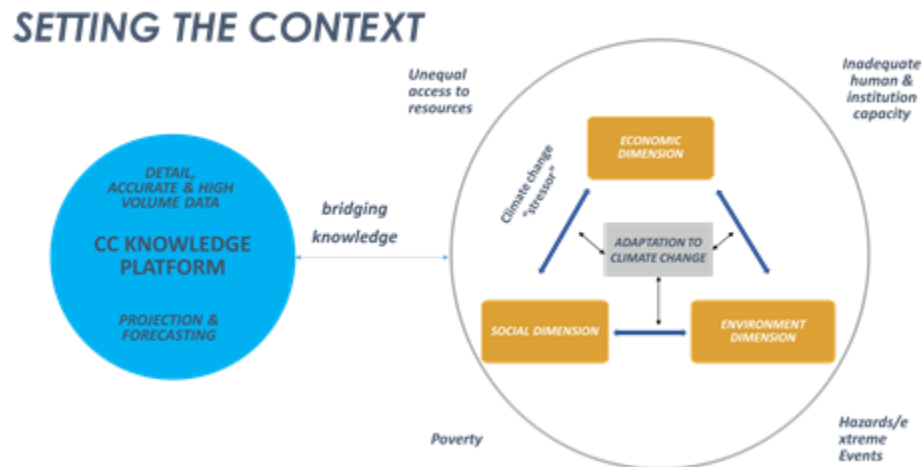 SETTING THE CONTEXT
DETAIL,
ACCURATE & HIGH
VOLUME DATA
CC KNOWLEDGE
PLATFORM
PROJECTION &
FORECASTING
bridging
knowledge
Unequal
access to
resources
Inadequate
human &
institution
capacity
Climate change
"stressor"
ECONOMIC
DIMENSION
ADAPTATION TO
CLIMATE CHANGE
SOCIAL DIMENSION
ENVIRONMENT
DIMENSION
Poverty
Hazards/e
xtreme
Events